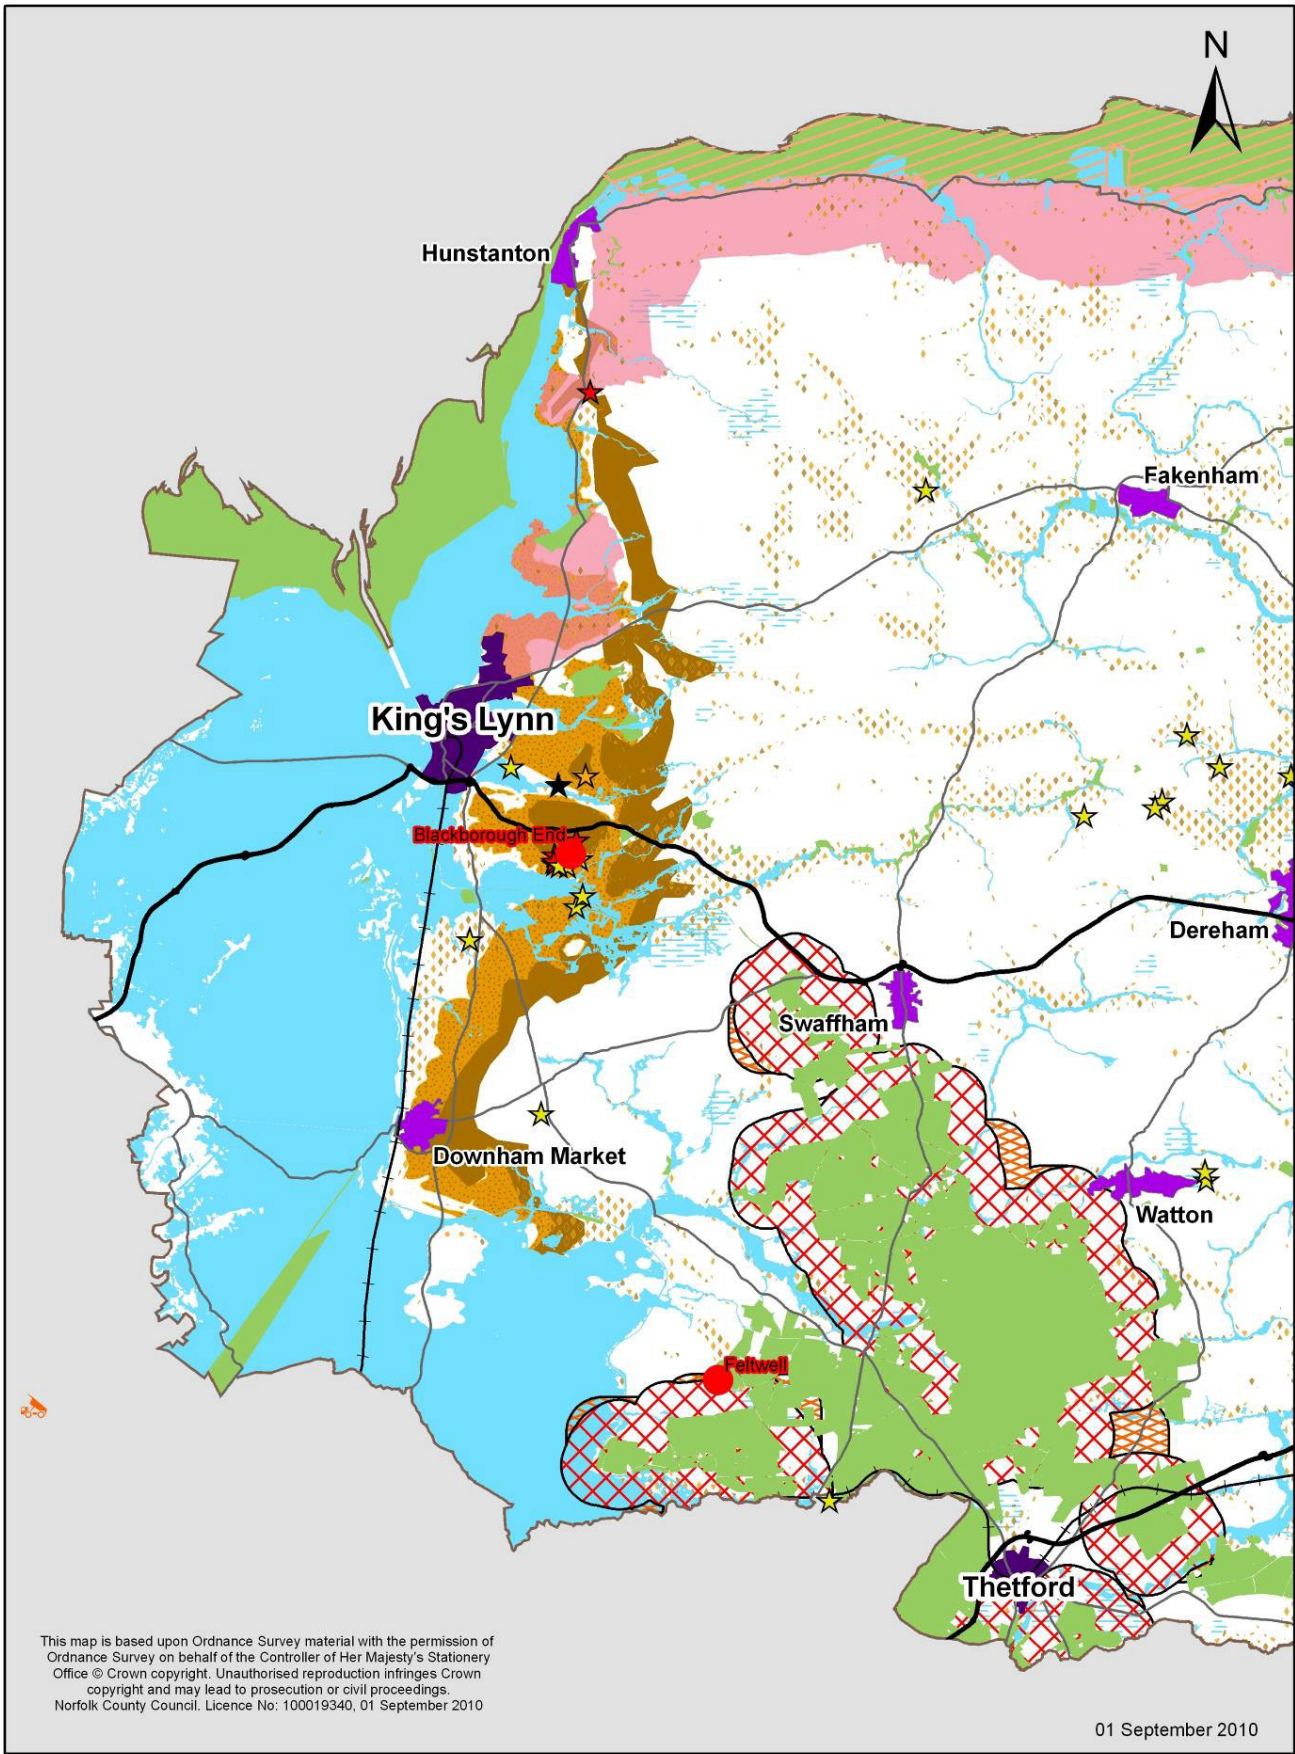 N
Hunstanton
Fakenham
King's Lynn
Blackborough End
Dereham
Swaffham
Downham Market
Watton
Feltwell
Thetford
This map is based upon Ordnance Survey material with the permission of
Ordnance Survey on behalf of the Controller of Her Majesty's Stationery
Office © Crown copyright. Unauthorised reproduction infringes Crown
copyright and may lead to prosecution or civil proceedings.
Norfolk County Council. Licence No: 100019340, 01 September 2010
01 September 2010